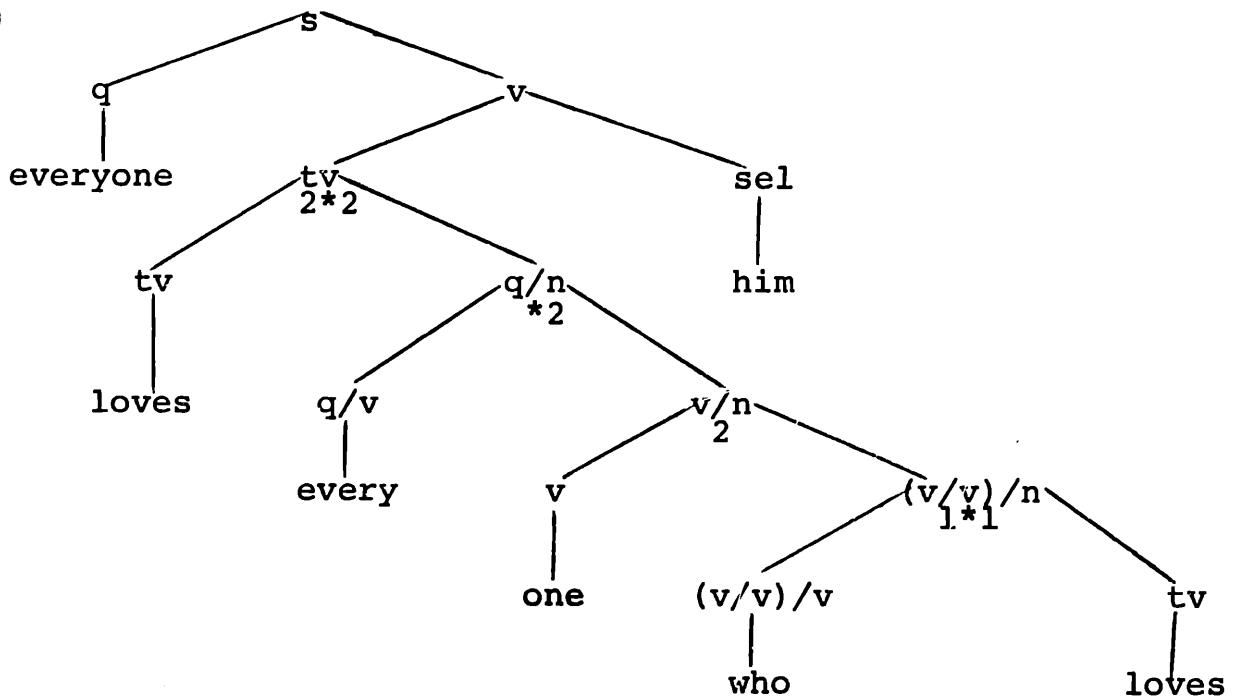 s
q v
everyone tv sel
2*2
tv q/n him
*2
loves q/v v/n
2
every v (v/v)/n
1*1
one (v/v)/v tv
who loves